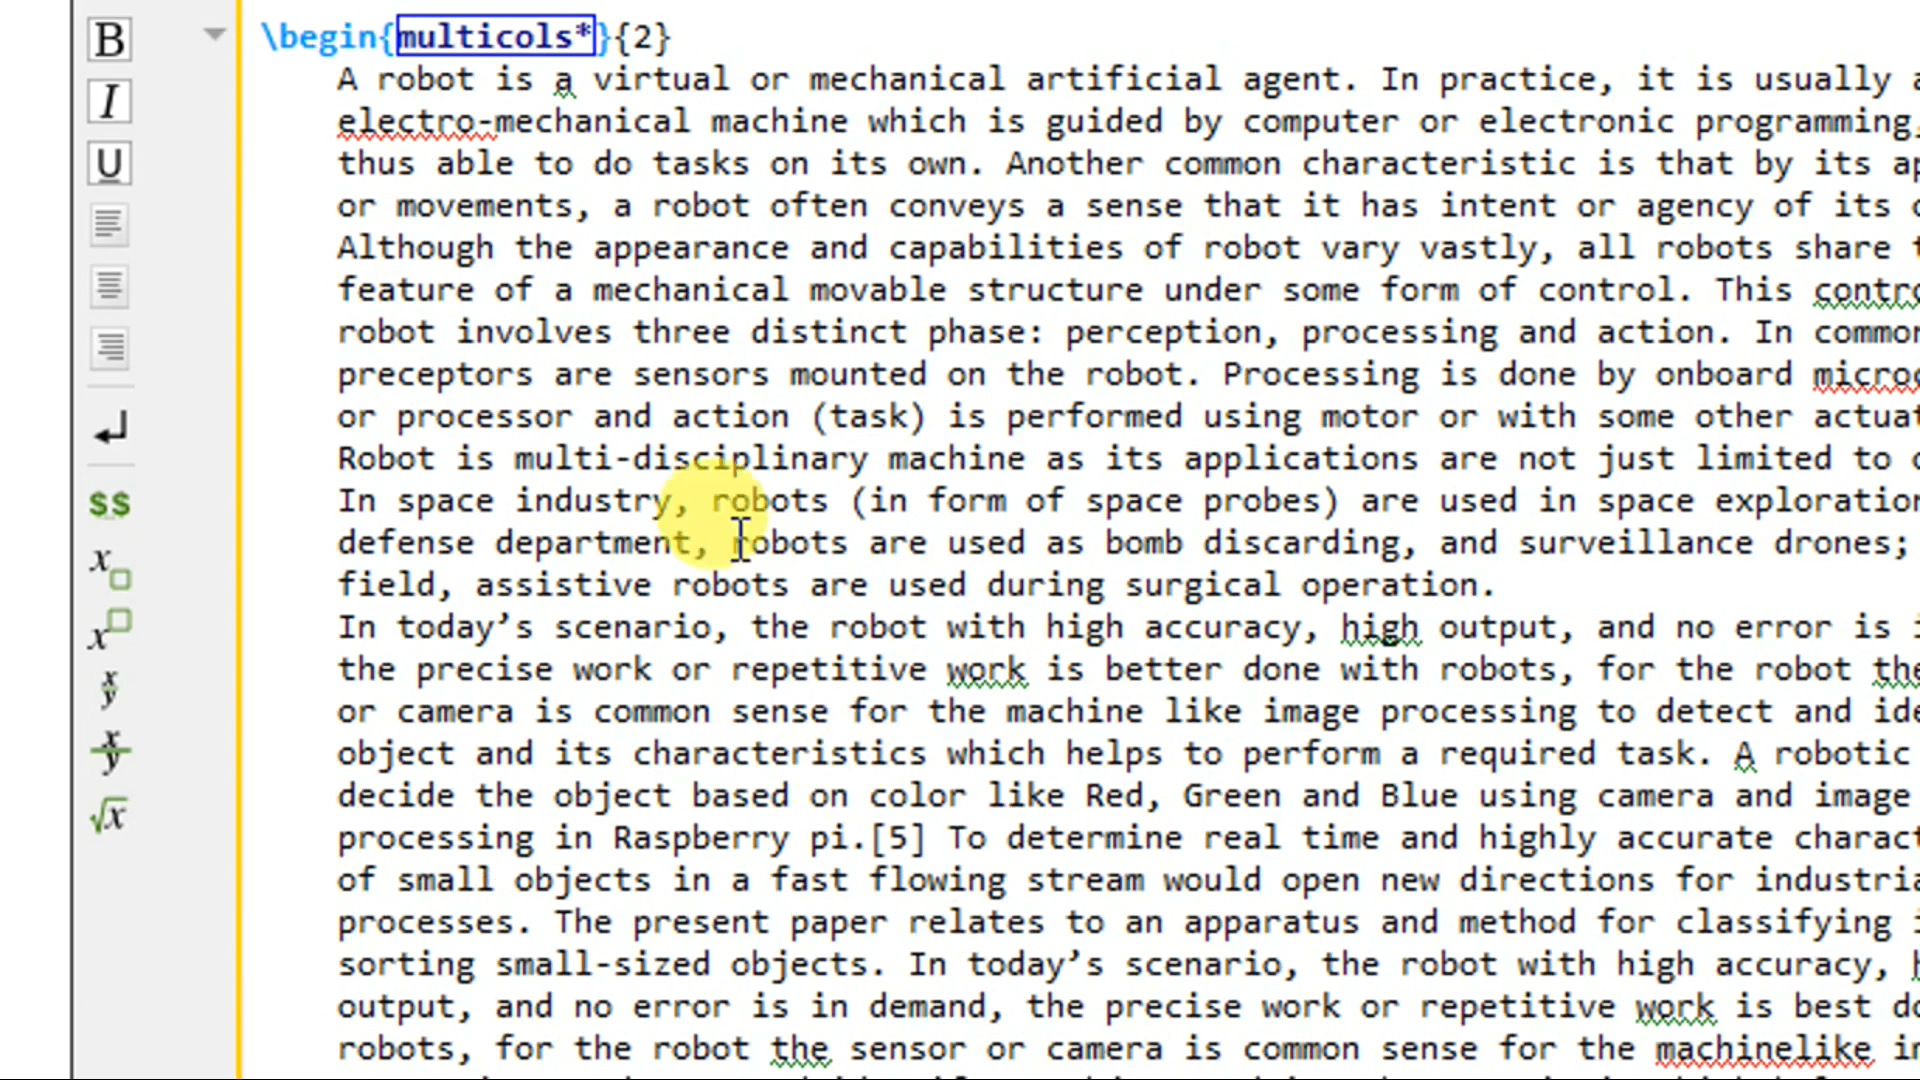 B
I
U
$$
x
x
x
y
x
y
√x
\begin{multicols*}{2}
A robot is a virtual or mechanical artificial agent. In practice, it is usually
electro-mechanical machine which is guided by computer or electronic programming,
thus able to do tasks on its own. Another common characteristic is that by its
or movements, a robot often conveys a sense that it has intent or agency of its
Although the appearance and capabilities of robot vary vastly, all robots share
feature of a mechanical movable structure under some form of control. This
robot involves three distinct phase: perception, processing and action. In
preceptors are sensors mounted on the robot. Processing is done by onboard
or processor and action (task) is performed using motor or with some other
Robot is multi-disciplinary machine as its applications are not just limited to
In space industry, robots (in form of space probes) are used in space exploration
defense department, robots are used as bomb discarding, and surveillance drones;
field, assistive robots are used during surgical operation.
In today’s scenario, the robot with high accuracy, high output, and no error is
the precise work or repetitive work is better done with robots, for the robot the
or camera is common sense for the machine like image processing to detect and
object and its characteristics which helps to perform a required task. A robotic
decide the object based on color like Red, Green and Blue using camera and image
processing in Raspberry pi.[5] To determine real time and highly accurate
of small objects in a fast flowing stream would open new directions for
processes. The present paper relates to an apparatus and method for classifying
sorting small-sized objects. In today’s scenario, the robot with high accuracy,
output, and no error is in demand, the precise work or repetitive work is best
robots, for the robot the sensor or camera is common sense for the machinelike